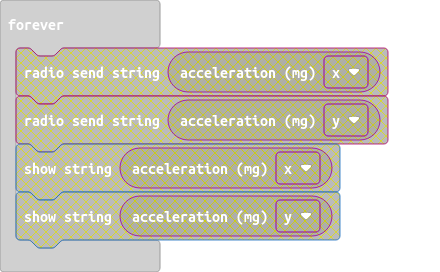 forever
radio send string acceleration (mg) x
radio send string acceleration (mg) y
show string acceleration (mg) x
show string acceleration (mg) y